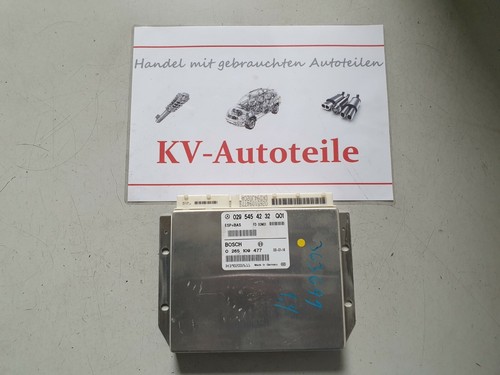 Handel mit gebrauchten Autoteilen
KV-Autoteile
029 545 42 32 Q01
ESP+BAS
BOSCH
0 265 109 477
Made in Germany